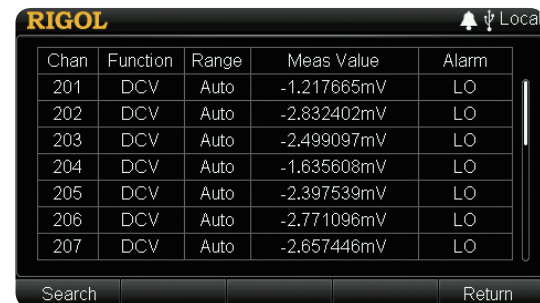 RIGOL Local
Chan Function Range Meas Value Alarm
201 DCV Auto -1.217665mV LO
202 DCV Auto -2.832402mV LO
203 DCV Auto -2.499097mV LO
204 DCV Auto -1.635608mV LO
205 DCV Auto -2.397539mV LO
206 DCV Auto -2.771096mV LO
207 DCV Auto -2.657446mV LO
Search Return